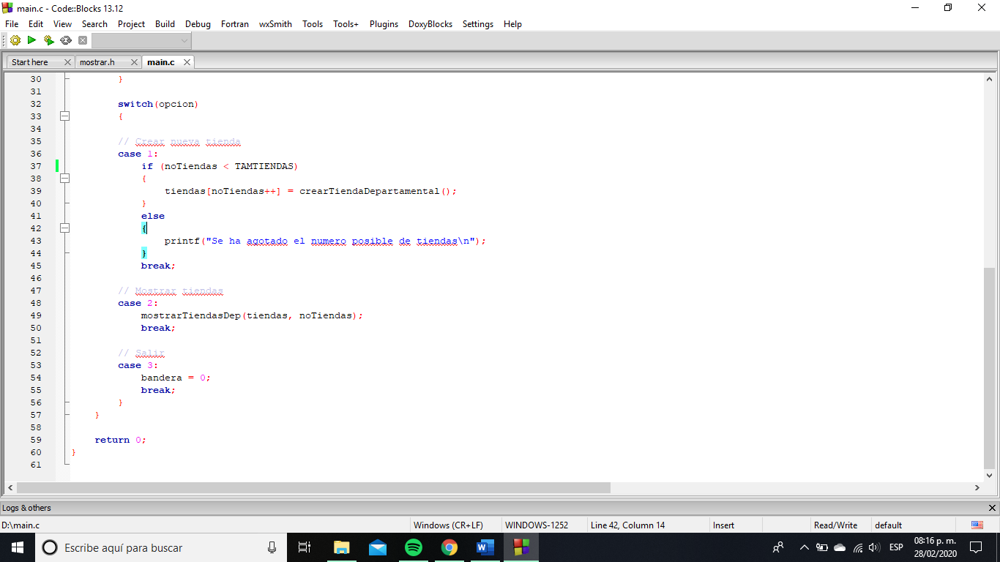 main.c - Code::Blocks 13.12
File Edit View Search Project Build Debug Fortran wxSmith Tools Tools+ Plugins DoxyBlocks Settings Help
Start here mostrar.h main.c
30 }
31
32 switch(opcion)
33 {
34
35 // Crear nueva tienda
36 case 1:
37 if (noTiendas < TAMTIENDAS)
38 {
39 tiendas[noTiendas++] = crearTiendaDepartamental();
40 }
41 else
42 {
43 printf("Se ha agotado el numero posible de tiendas\n");
44 }
45 break;
46
47 // Mostrar tiendas
48 case 2:
49 mostrarTiendasDep(tiendas, noTiendas);
50 break;
51
52 // Salir
53 case 3:
54 bandera = 0;
55 break;
56 }
57 }
58
59 return 0;
60 }
61
Logs & others
D:\main.c Windows (CR+LF) WINDOWS-1252 Line 42, Column 14 Insert Read/Write default
Escribe aquí para buscar
ESP
08:16 p. m.
28/02/2020